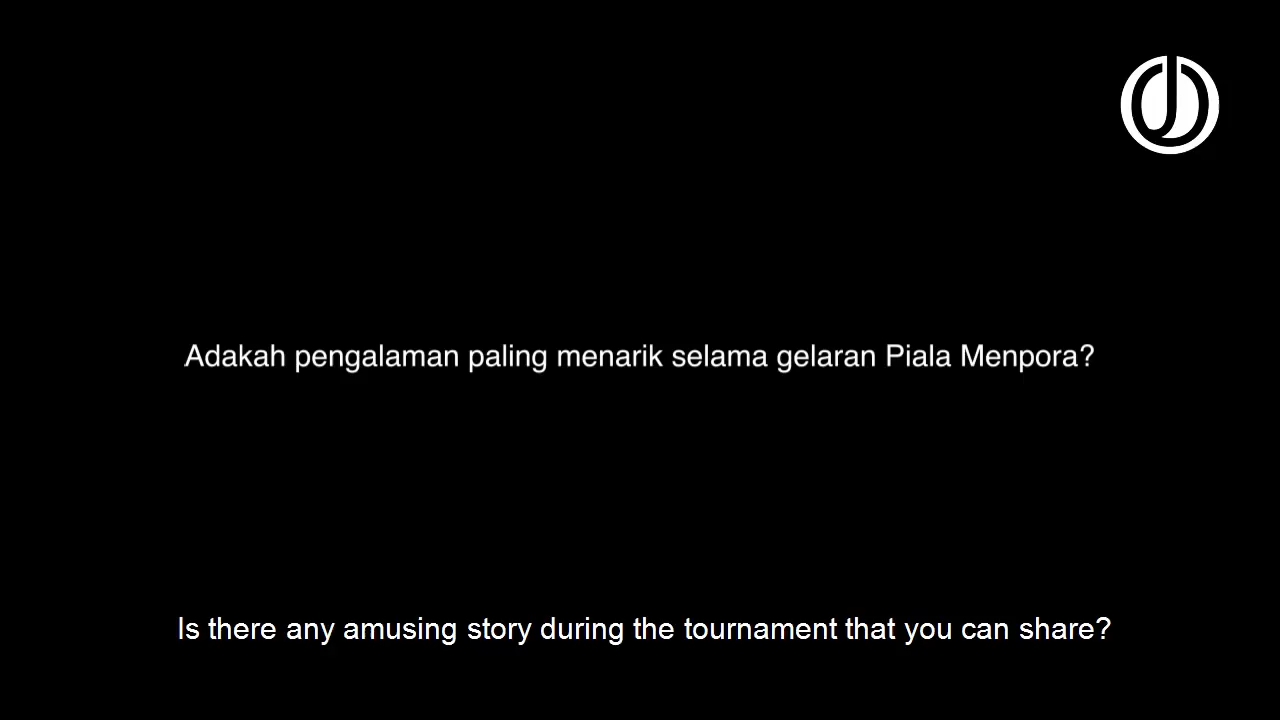 Adakah pengalaman paling menarik selama gelaran Piala Menpora?
Is there any amusing story during the tournament that you can share?